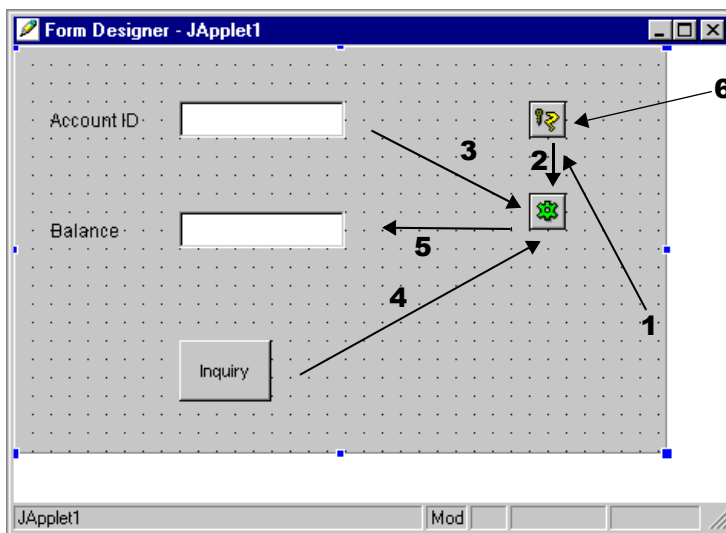 Form Designer - JApplet1
6
Account ID
3
2
Balance
5
4
1
Inquiry
JApplet1 Mod